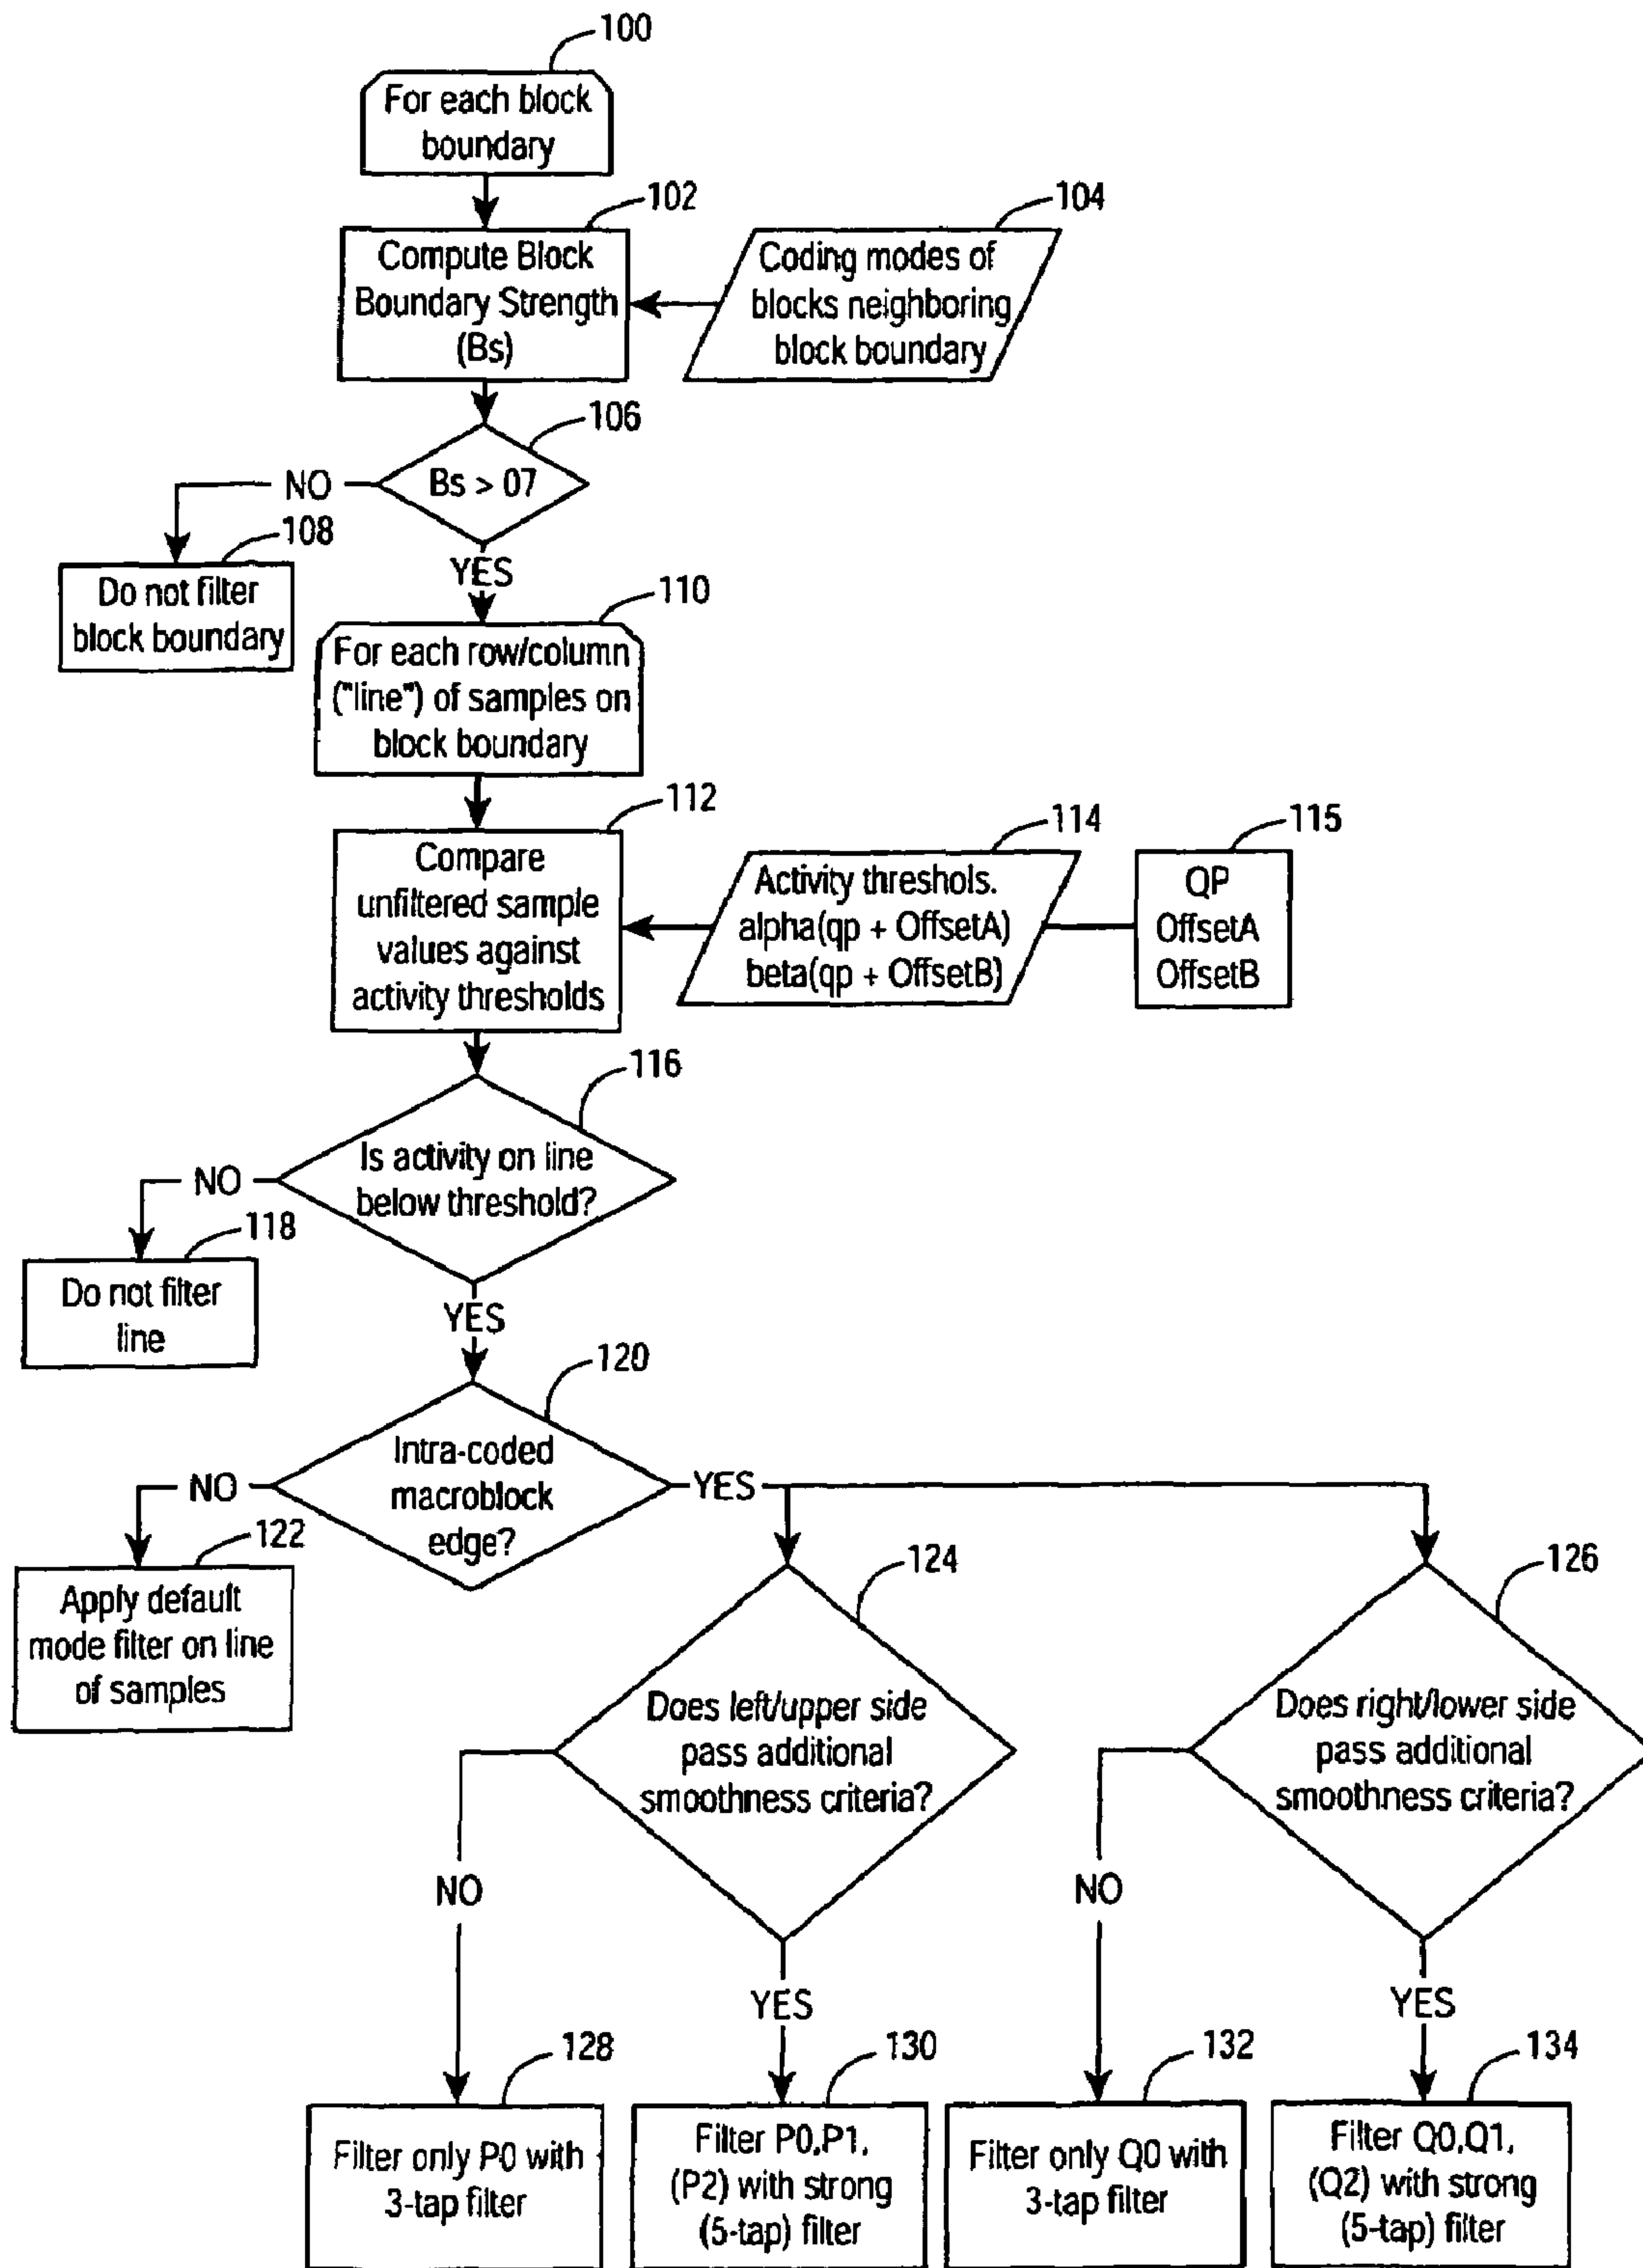 100
For each block
boundary
102
Compute Block
Boundary Strength
(Bs)
104
Coding modes of
blocks neighboring
block boundary
106
Bs > 07
NO
108
Do not filter
block boundary
YES
110
For each row/column
("line") of samples on
block boundary
112
Compare
unfiltered sample
values against
activity thresholds
114
Activity threshols.
alpha(qp + OffsetA)
beta(qp + OffsetB)
115
QP
OffsetA
OffsetB
116
Is activity on line
below threshold?
NO
118
Do not filter
line
YES
120
Intra-coded
macroblock
edge?
NO
122
Apply default
mode filter on line
of samples
YES
124
Does left/upper side
pass additional
smoothness criteria?
126
Does right/lower side
pass additional
smoothness criteria?
NO
YES
NO
YES
128
Filter only P0 with
3-tap filter
130
Filter P0,P1,
(P2) with strong
(5-tap) filter
132
Filter only Q0 with
3-tap filter
134
Filter Q0,Q1,
(Q2) with strong
(5-tap) filter